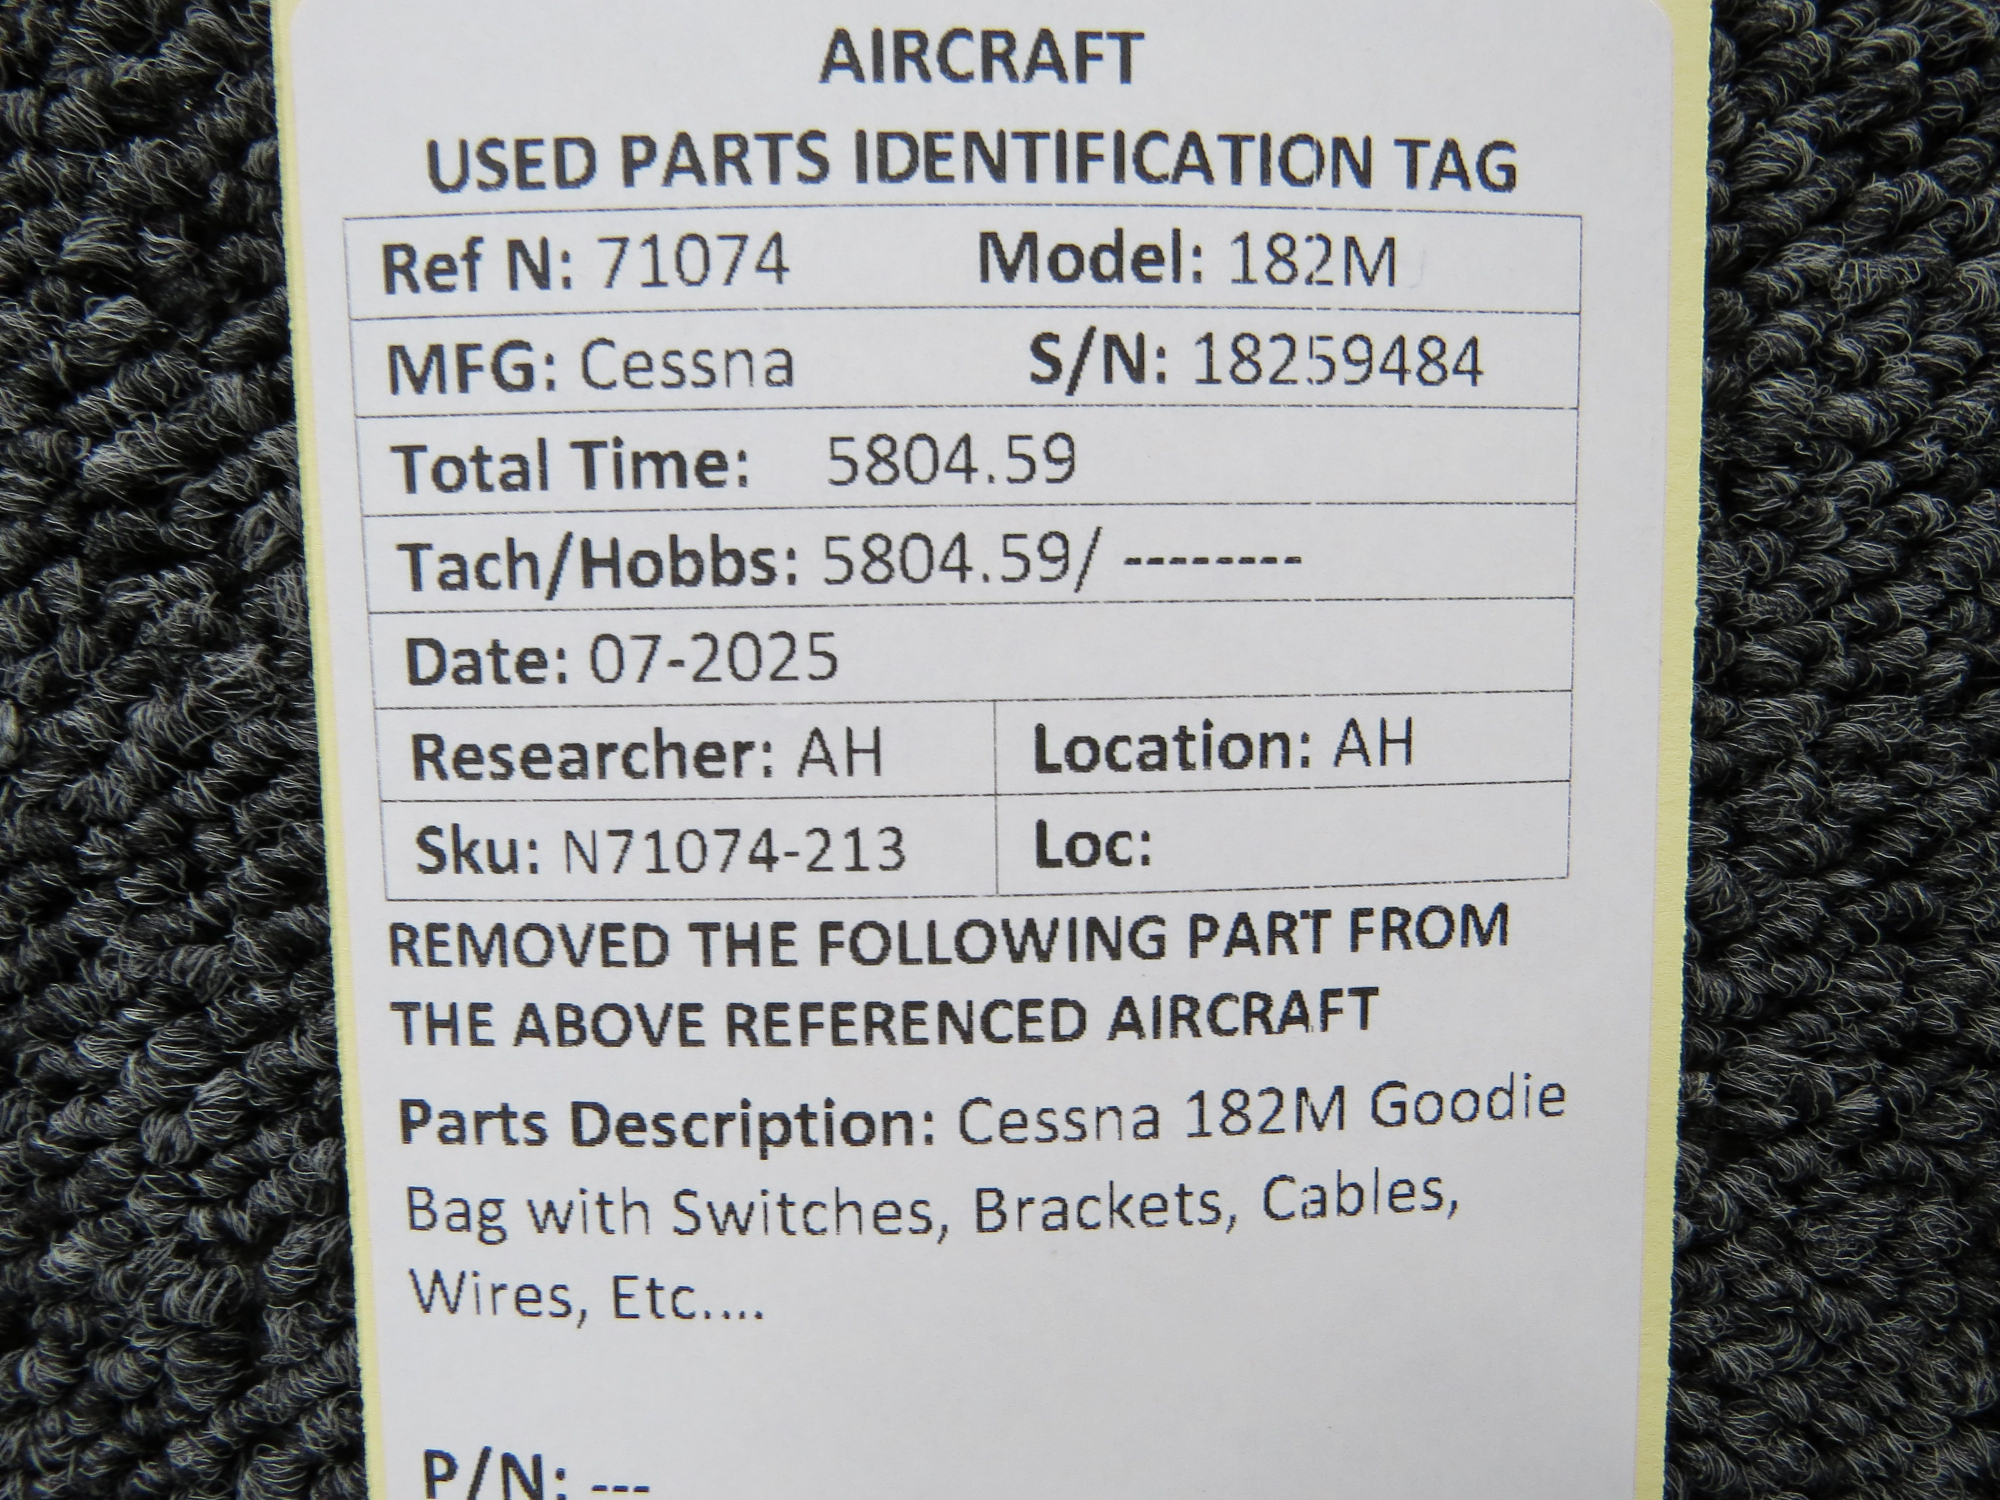 AIRCRAFT
USED PARTS IDENTIFICATION TAG
Ref N: 71074 Model: 182M
MFG: Cessna S/N: 18259484
Total Time: 5804.59
Tach/Hobbs: 5804.59/ --------
Date: 07-2025
Researcher: AH Location: AH
Sku: N71074-213 Loc:
REMOVED THE FOLLOWING PART FROM
THE ABOVE REFERENCED AIRCRAFT
Parts Description: Cessna 182M Goodie
Bag with Switches, Brackets, Cables,
Wires, Etc....
P/N: ---